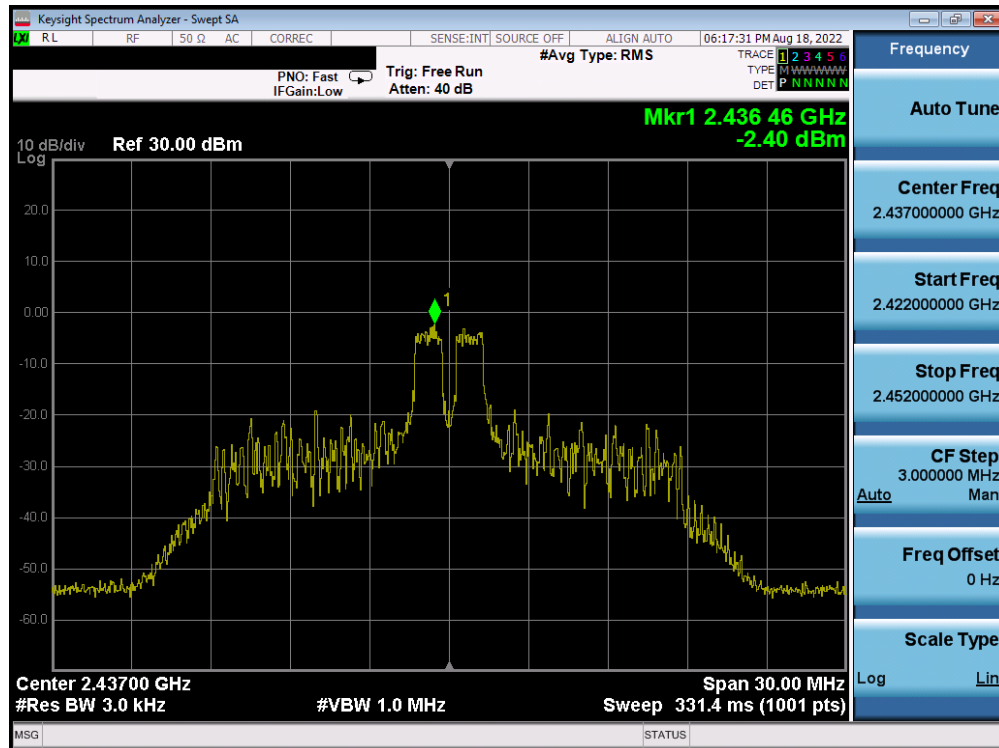 Keysight Spectrum Analyzer - Swept SA
LXI RL RF 50 Ω AC CORREC SENSE:INT SOURCE OFF ALIGN AUTO 06:17:31 PM Aug 18, 2022
#Avg Type: RMS TRACE 1 2 3 4 5 6
PNO: Fast Trig: Free Run TYPE M W W W W W
IFGain:Low Atten: 40 dB DET P N N N N N
Mkr1 2.436 46 GHz
-2.40 dBm
10 dB/div Ref 30.00 dBm
Log
20.0
10.0
1
0.00
-10.0
-20.0
-30.0
-40.0
-50.0
-60.0
Center 2.43700 GHz Span 30.00 MHz
#Res BW 3.0 kHz #VBW 1.0 MHz Sweep 331.4 ms (1001 pts)
MSG STATUS
Frequency
Auto Tune
Center Freq
2.437000000 GHz
Start Freq
2.422000000 GHz
Stop Freq
2.452000000 GHz
CF Step
3.000000 MHz
Auto Man
Freq Offset
0 Hz
Scale Type
Log Lin